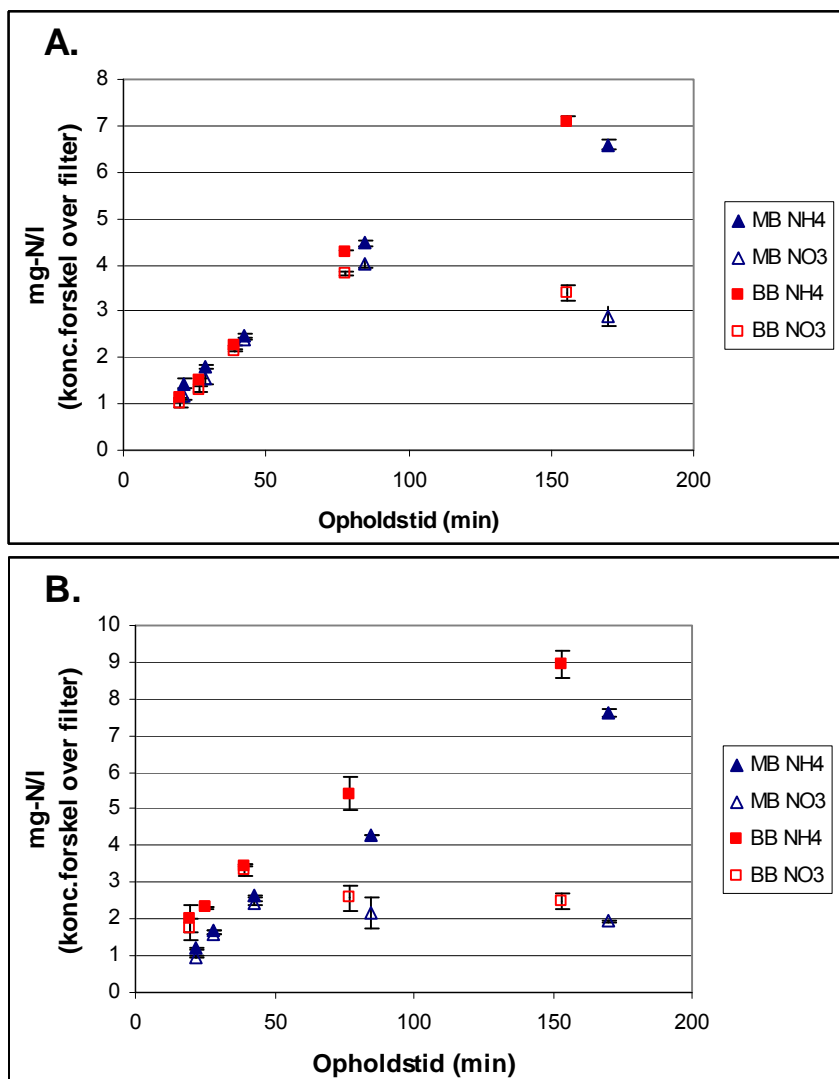 A.
8
7
6
5
4
3
2
1
0
mg-N/l
(konc.forskel over filter)
0 50 100 150 200
Opholdstid (min)
MB NH4
MB NO3
BB NH4
BB NO3
B.
10
9
8
7
6
5
4
3
2
1
0
mg-N/l
(konc.forskel over filter)
0 50 100 150 200
Opholdstid (min)
MB NH4
MB NO3
BB NH4
BB NO3